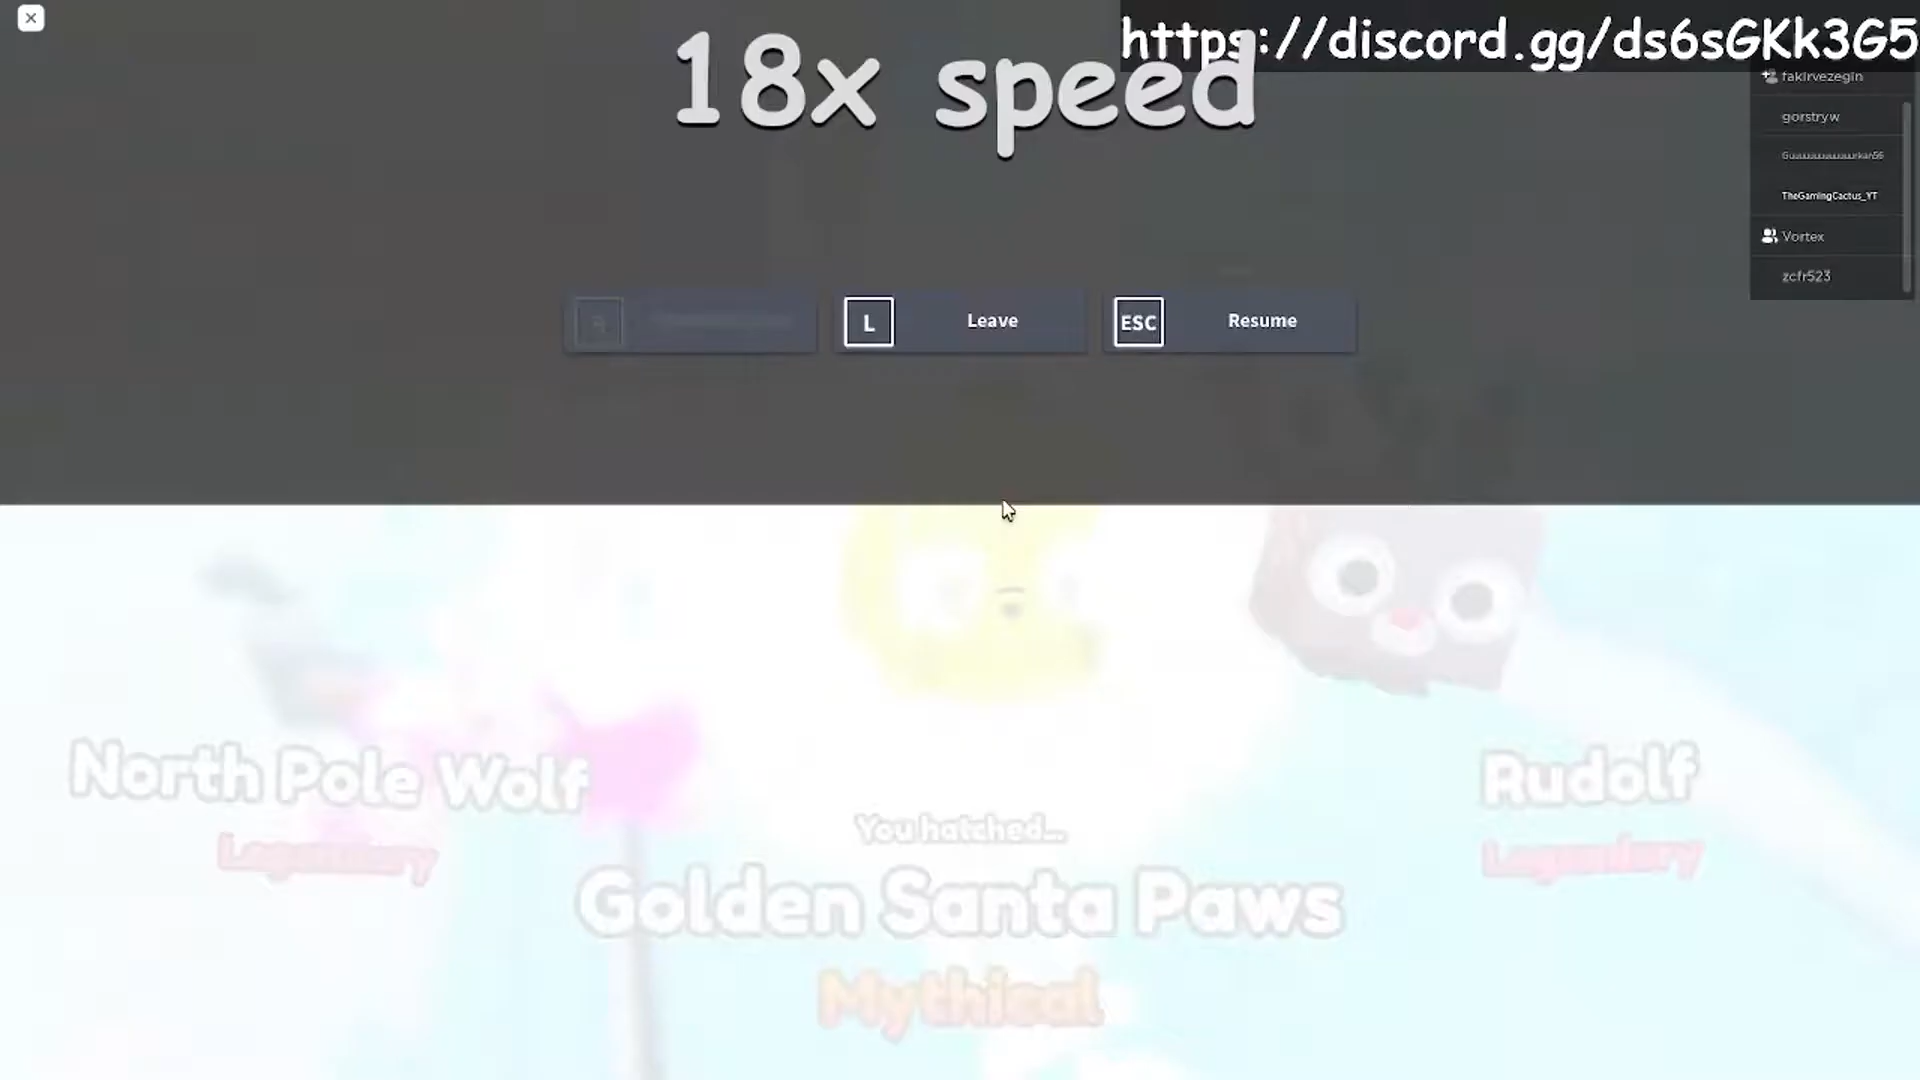 https://discord.gg/ds6sGKk3G5
18x speed
fakirvezegin
gorstryw
TheGamingCactus_YT
Vortex
zcfr523
L Leave
ESC Resume
North Pole Wolf
Legendary
Rudolf
Legendary
You hatched...
Golden Santa Paws
Mythical